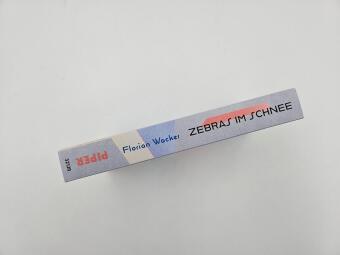 Florian Wacker
ZEBRAS IM SCHNEE
PIPER